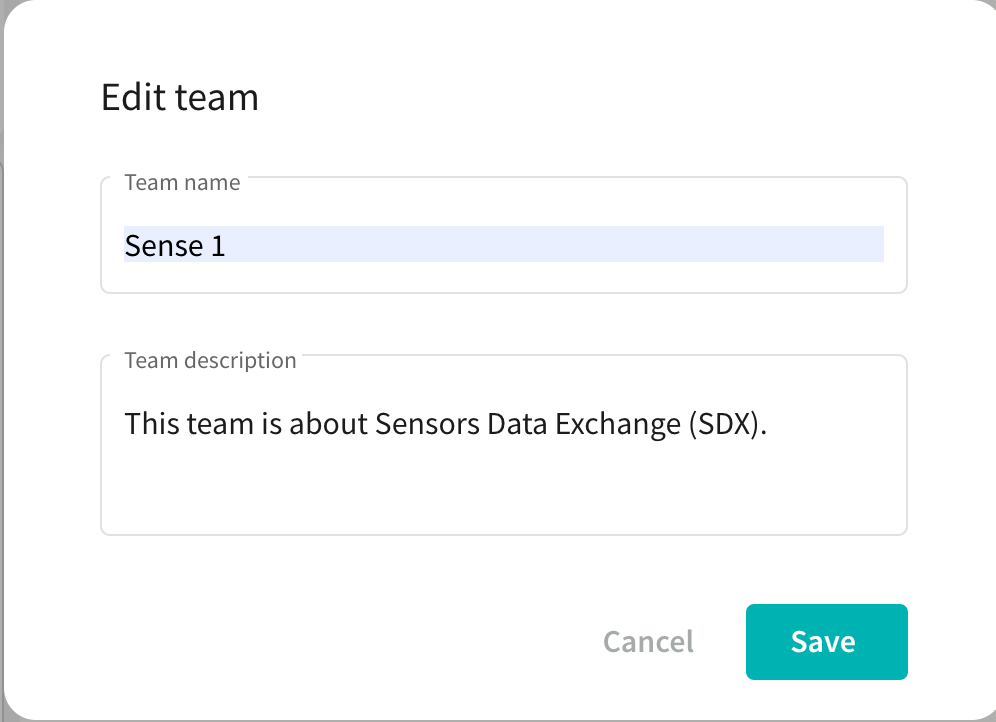 Edit team
Team name
Sense 1
Team description
This team is about Sensors Data Exchange (SDX).
Cancel
Save